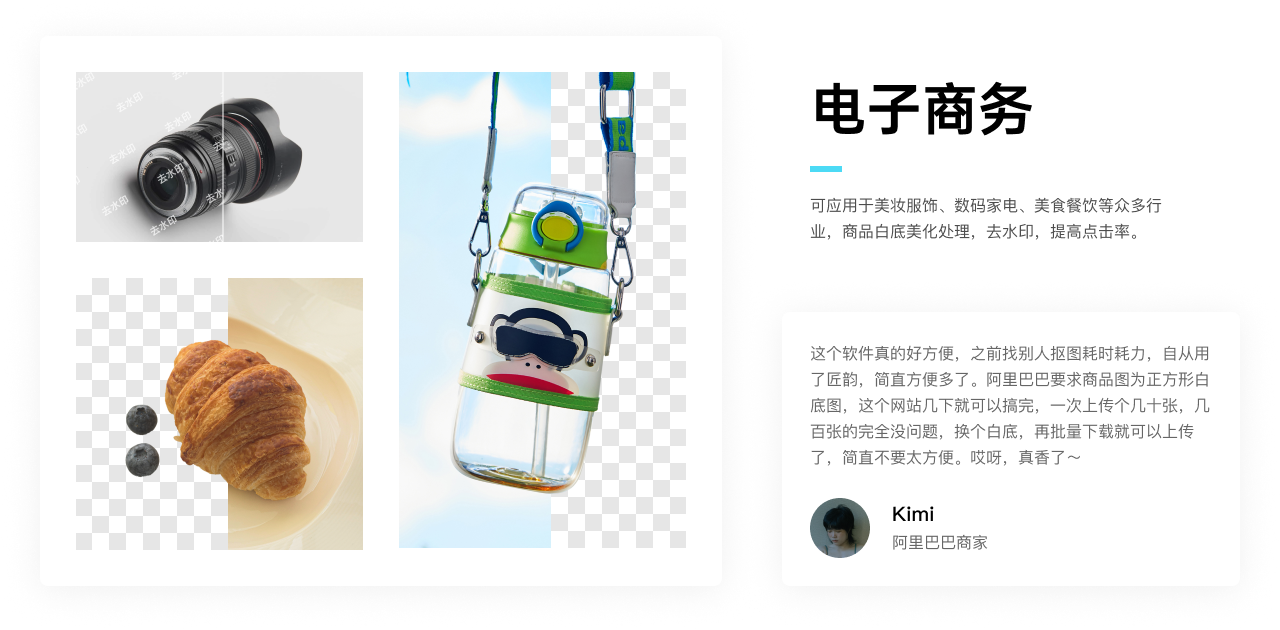 去水印
去水印
去水印
去水印
去水印
去水印
去水印
去水印
电子商务
可应用于美妆服饰、数码家电、美食餐饮等众多行
业，商品白底美化处理，去水印，提高点击率。
这个软件真的好方便，之前找别人抠图耗时耗力，自从用
了匠韵，简直方便多了。阿里巴巴要求商品图为正方形白
底图，这个网站几下就可以搞完，一次上传个几十张，几
百张的完全没问题，换个白底，再批量下载就可以上传
了，简直不要太方便。哎呀，真香了～
Kimi
阿里巴巴商家